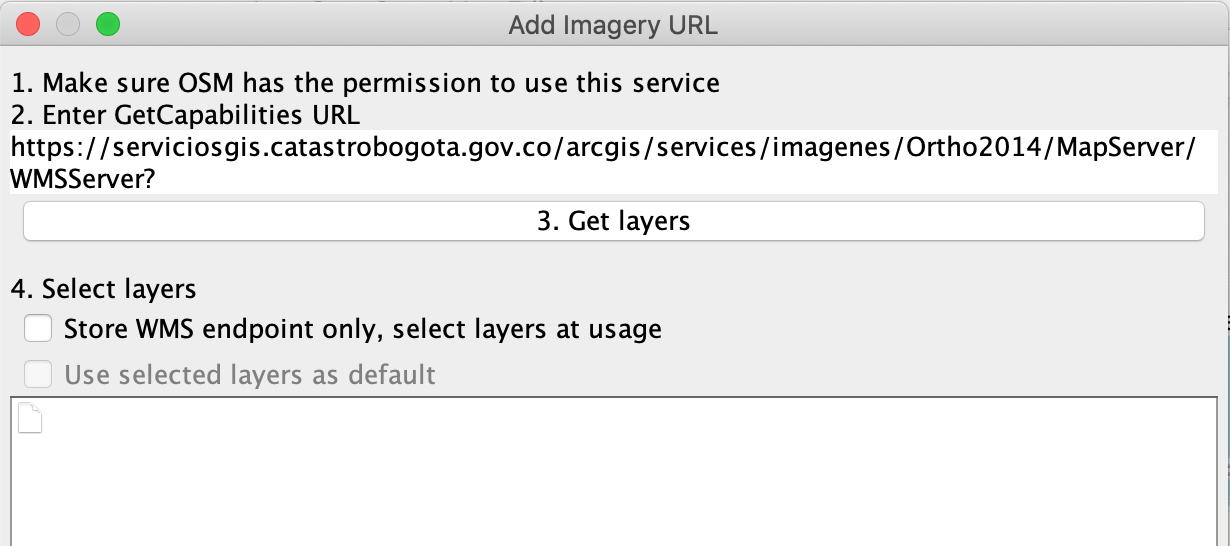 Add Imagery URL
1. Make sure OSM has the permission to use this service
2. Enter GetCapabilities URL
https://serviciosgis.catastrobogota.gov.co/arcgis/services/imagenes/Ortho2014/MapServer/
WMSServer?
3. Get layers
4. Select layers
Store WMS endpoint only, select layers at usage
Use selected layers as default